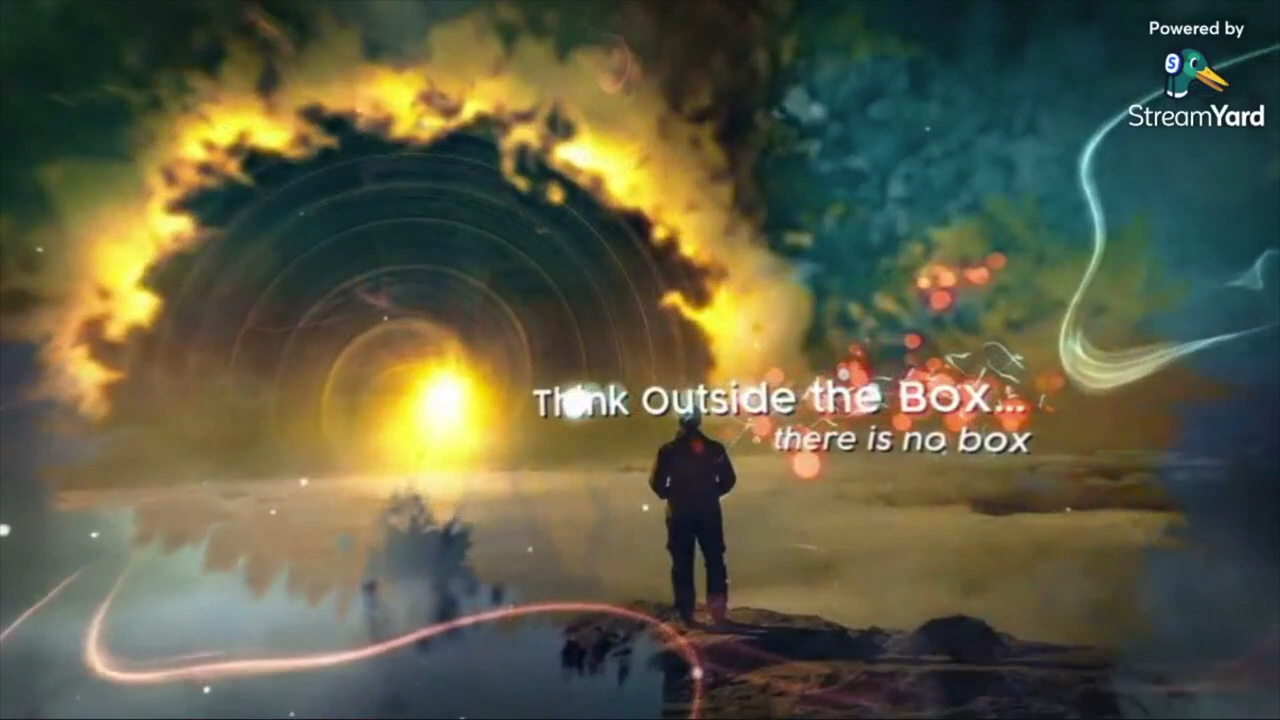 Powered by
StreamYard
Think Outside the Box...
there is no box